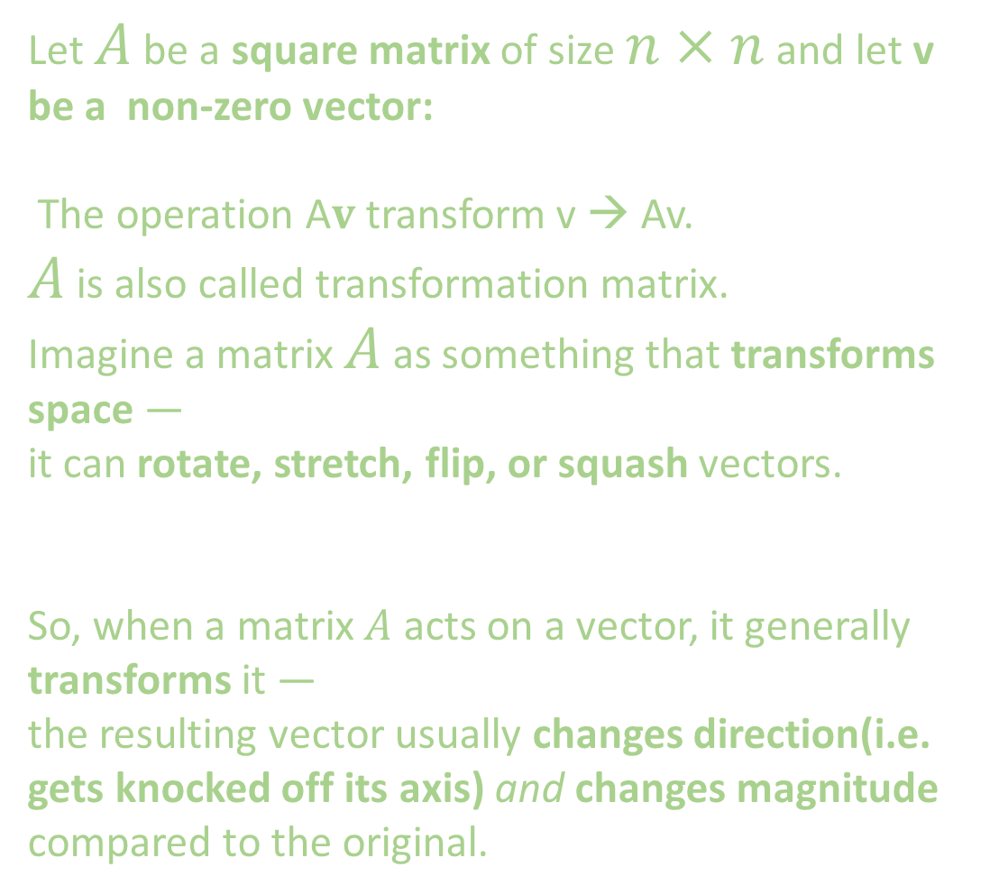 Let A be a square matrix of size n × n and let v
be a  non-zero vector:
The operation Av transform v → Av.
A is also called transformation matrix.
Imagine a matrix A as something that transforms
space —
it can rotate, stretch, flip, or squash vectors.
So, when a matrix A acts on a vector, it generally
transforms it —
the resulting vector usually changes direction(i.e.
gets knocked off its axis) and changes magnitude
compared to the original.